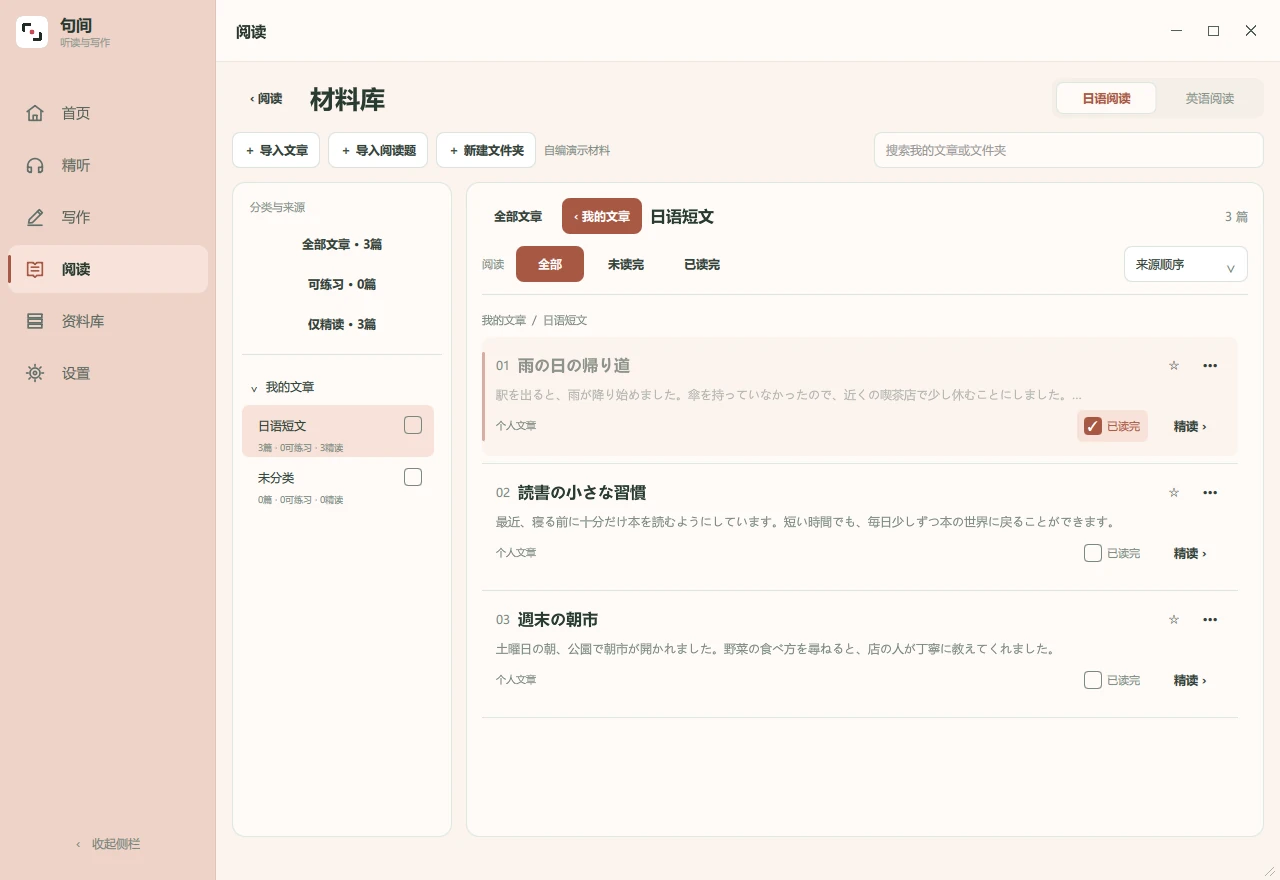 句间
听读与写作
首页
精听
写作
阅读
资料库
设置
‹ 收起侧栏
阅读
‹ 阅读
材料库
日语阅读
英语阅读
+ 导入文章
+ 导入阅读题
+ 新建文件夹
自编演示材料
搜索我的文章或文件夹
分类与来源
全部文章 • 3篇
可练习 • 0篇
仅精读 • 3篇
我的文章
日语短文
3篇 · 0可练习 · 3精读
未分类
0篇 · 0可练习 · 0精读
全部文章
‹ 我的文章
日语短文
3 篇
阅读
全部
未读完
已读完
来源顺序
我的文章 / 日语短文
01 雨の日の帰り道
駅を出ると、雨が降り始めました。傘を持っていなかったので、近くの喫茶店で少し休むことにしました。...
个人文章
已读完
精读 ›
02 読書の小さな習慣
最近、寝る前に十分だけ本を読むようにしています。短い時間でも、毎日少しずつ本の世界に戻ることができます。
个人文章
已读完
精读 ›
03 週末の朝市
土曜日の朝、公園で朝市が開かれました。野菜の食べ方を尋ねると、店の人が丁寧に教えてくれました。
个人文章
已读完
精读 ›